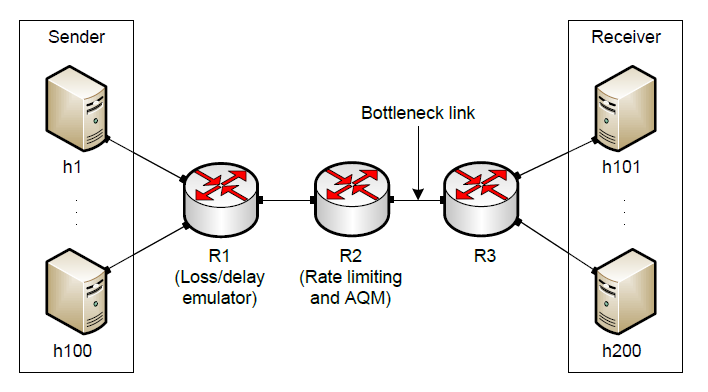 Sender
Receiver
Bottleneck link
h1
h101
R1
(Loss/delay
emulator)
R2
(Rate limiting
and AQM)
R3
h100
h200